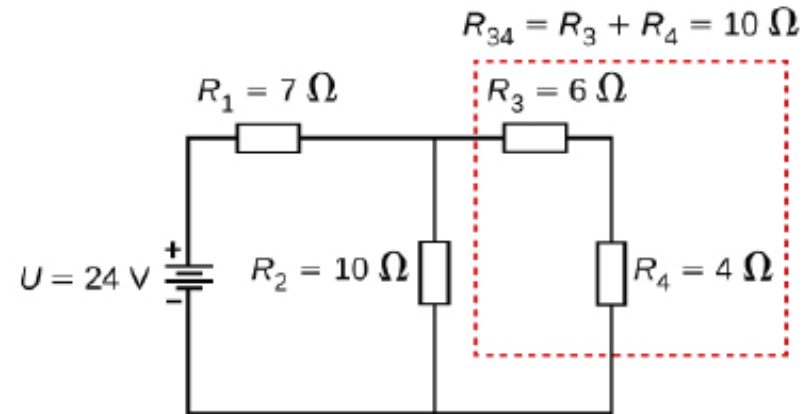 R₃₄ = R₃ + R₄ = 10 Ω
R₁ = 7 Ω
R₃ = 6 Ω
+
U = 24 V
−
R₂ = 10 Ω
R₄ = 4 Ω